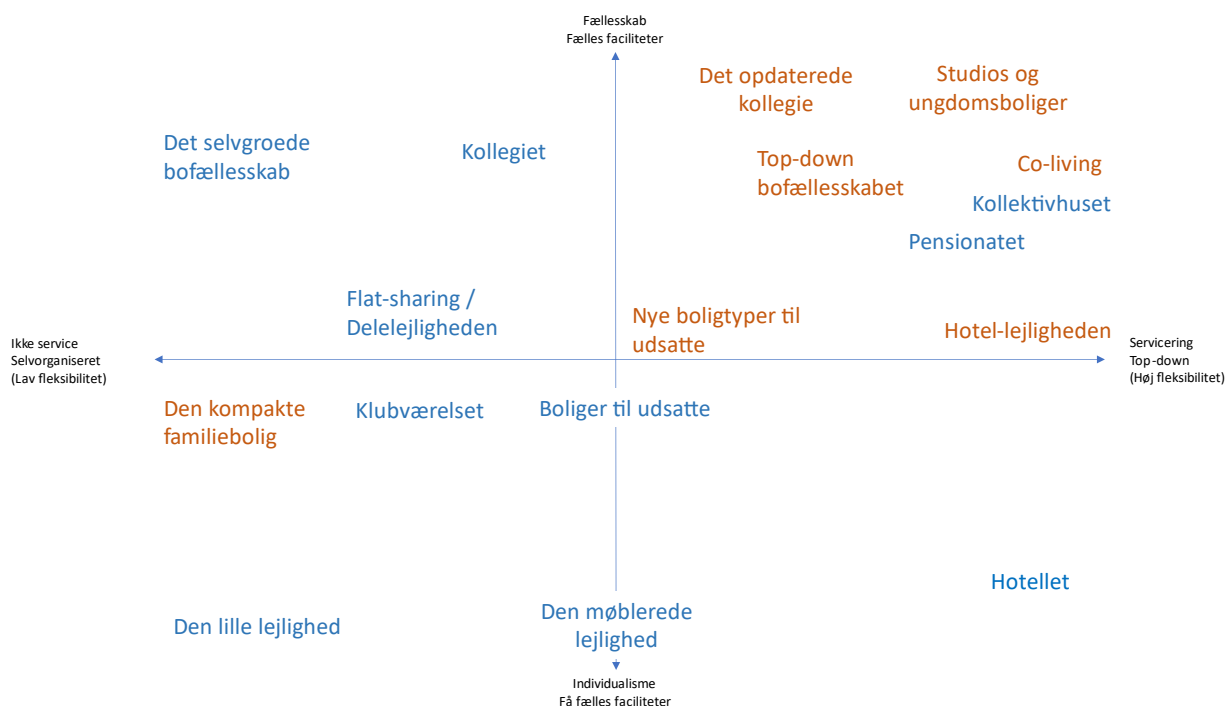 Fællesskab
Fælles faciliteter
Det opdaterede
kollegie
Studios og
ungdomsboliger
Det selvgroede
bofællesskab
Kollegiet
Top-down
bofællesskabet
Co-living
Kollektivhuset
Pensionatet
Flat-sharing /
Delelejligheden
Nye boligtyper til
udsatte
Hotel-lejligheden
Ikke service
Selvorganiseret
(Lav fleksibilitet)
Servicering
Top-down
(Høj fleksibilitet)
Den kompakte
familiebolig
Klubværelset
Boliger til udsatte
Hotellet
Den lille lejlighed
Den møblerede
lejlighed
Individualisme
Få fælles faciliteter